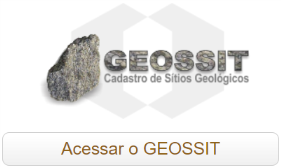 GEOSSIT
Cadastro de Sítios Geológicos
Acessar o GEOSSIT